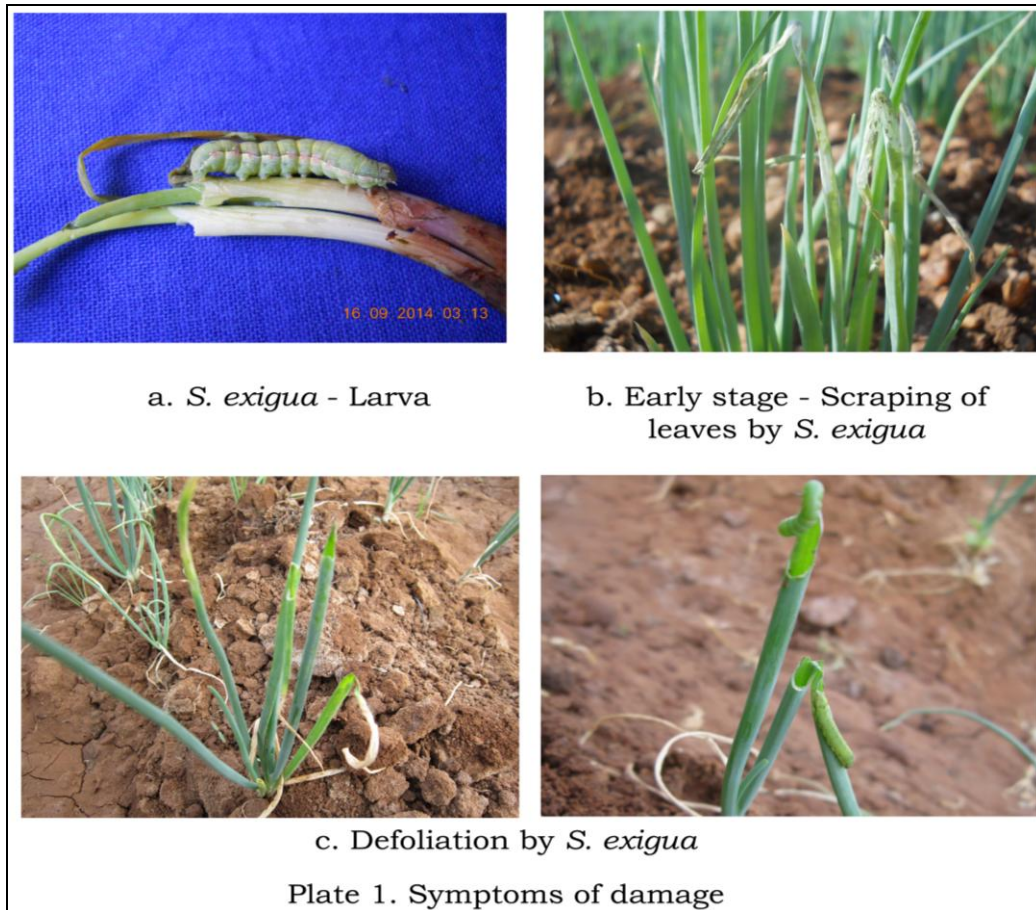 16 09 2014 03 13
a. S. exigua - Larva
b. Early stage - Scraping of
leaves by S. exigua
c. Defoliation by S. exigua
Plate 1. Symptoms of damage